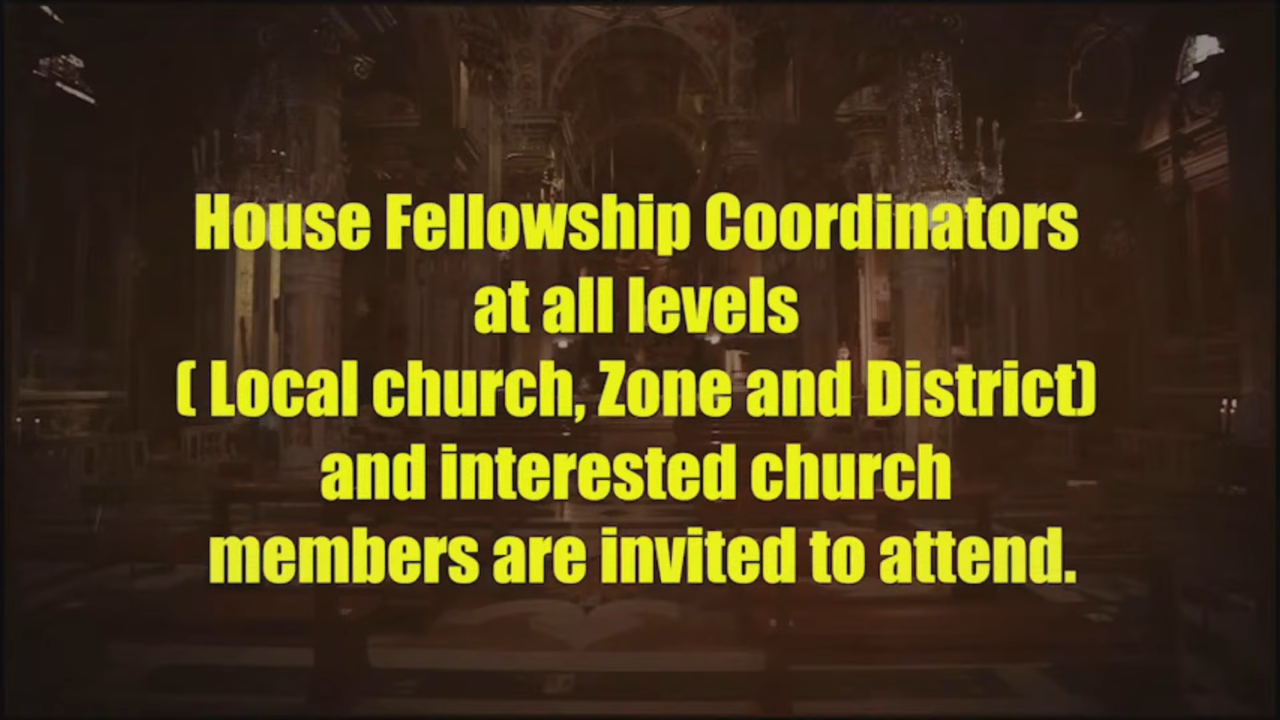 House Fellowship Coordinators
at all levels
( Local church, Zone and District)
and interested church
members are invited to attend.